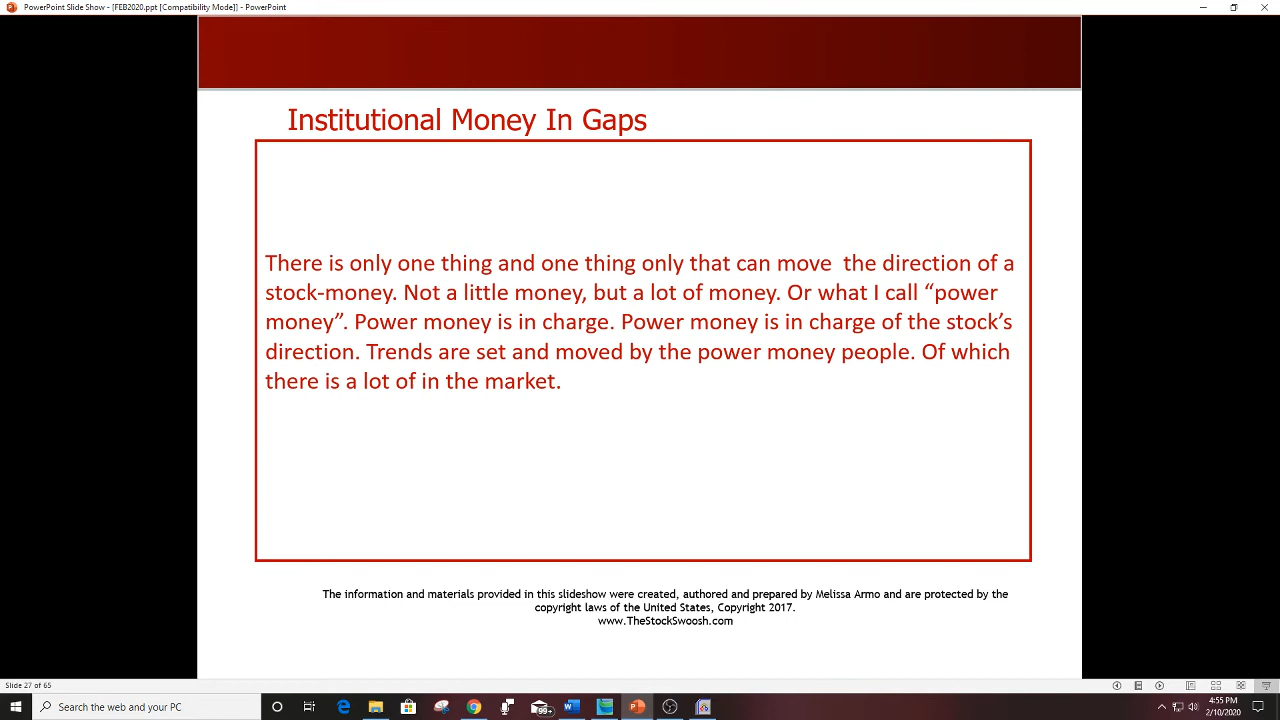 PowerPoint Slide Show - [FEB2020.ppt [Compatibility Mode]] - PowerPoint
Institutional Money In Gaps
There is only one thing and one thing only that can move  the direction of a
stock-money. Not a little money, but a lot of money. Or what I call “power
money”. Power money is in charge. Power money is in charge of the stock’s
direction. Trends are set and moved by the power money people. Of which
there is a lot of in the market.
The information and materials provided in this slideshow were created, authored and prepared by Melissa Armo and are protected by the
copyright laws of the United States, Copyright 2017.
www.TheStockSwoosh.com
Slide 27 of 65
Search the web and your PC
99+
4:55 PM
2/10/2020